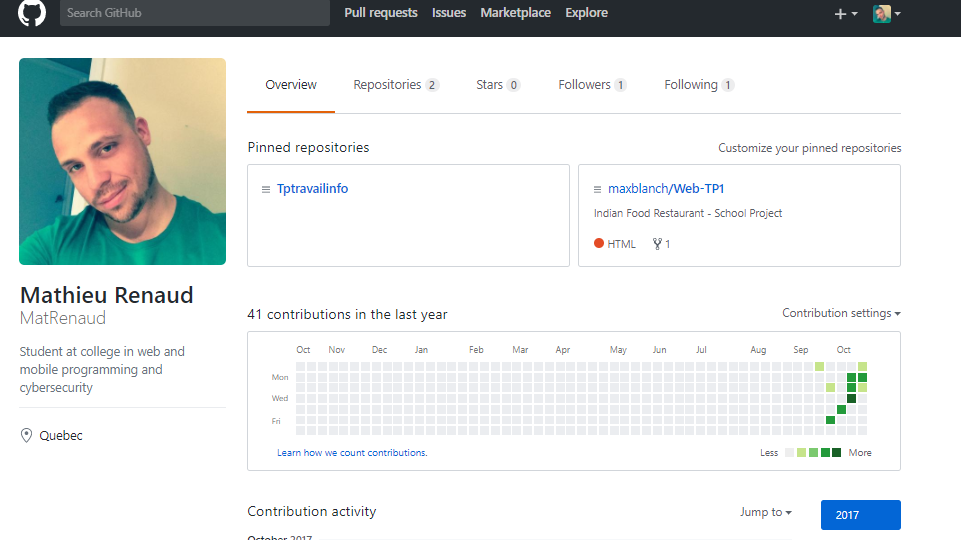 Search GitHub
Pull requests Issues Marketplace Explore
Overview Repositories 2 Stars 0 Followers 1 Following 1
Pinned repositories
Customize your pinned repositories
Tptravailinfo
maxblanch/Web-TP1
Indian Food Restaurant - School Project
HTML 1
Mathieu Renaud
MatRenaud
Student at college in web and
mobile programming and
cybersecurity
Quebec
41 contributions in the last year
Contribution settings
Oct Nov Dec Jan Feb Mar Apr May Jun Jul Aug Sep Oct
Mon
Wed
Fri
Learn how we count contributions.
Less More
Contribution activity
Jump to
2017
October 2017